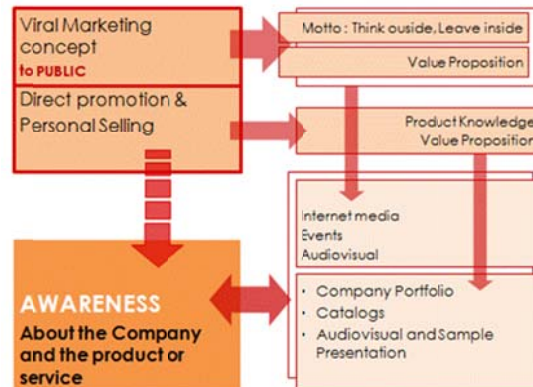 Viral Marketing
concept
to PUBLIC
Direct promotion &
Personal Selling
Motto : Think ouside, Leave inside
Value Proposition
Product Knowledge
Value Proposition
Internet media
Events
Audiovisual
• Company Portfolio
• Catalogs
• Audiovisual and Sample
Presentation
AWARENESS
About the Company
and the product or
service